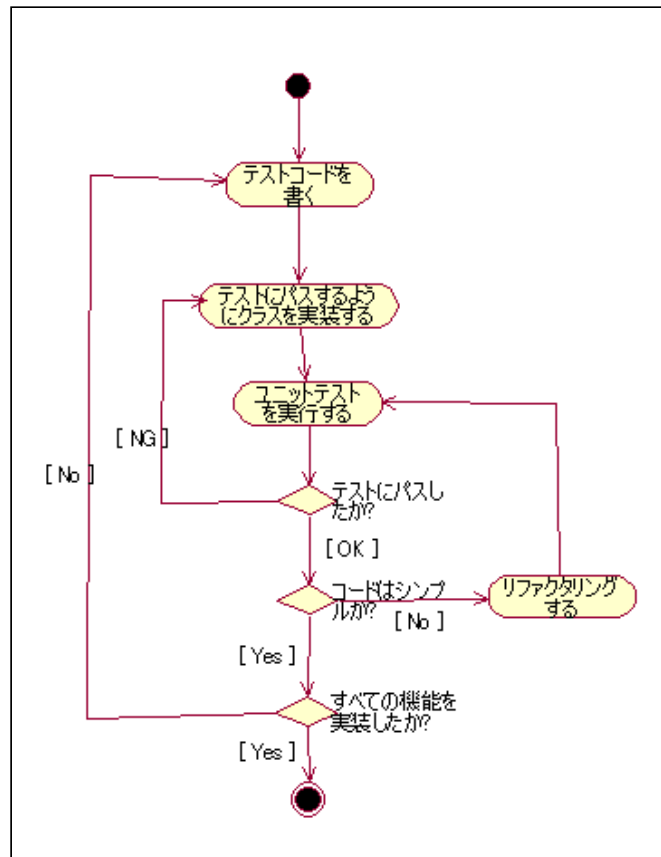 テストコードを
書く
テストにパスするよう
にクラスを実装する
ユニットテスト
を実行する
[ NG ]
[ No ]
テストにパスし
たか?
[ OK ]
コードはシンプ
ルか?
[ No ]
リファクタリング
する
[ Yes ]
すべての機能を
実装したか?
[ Yes ]